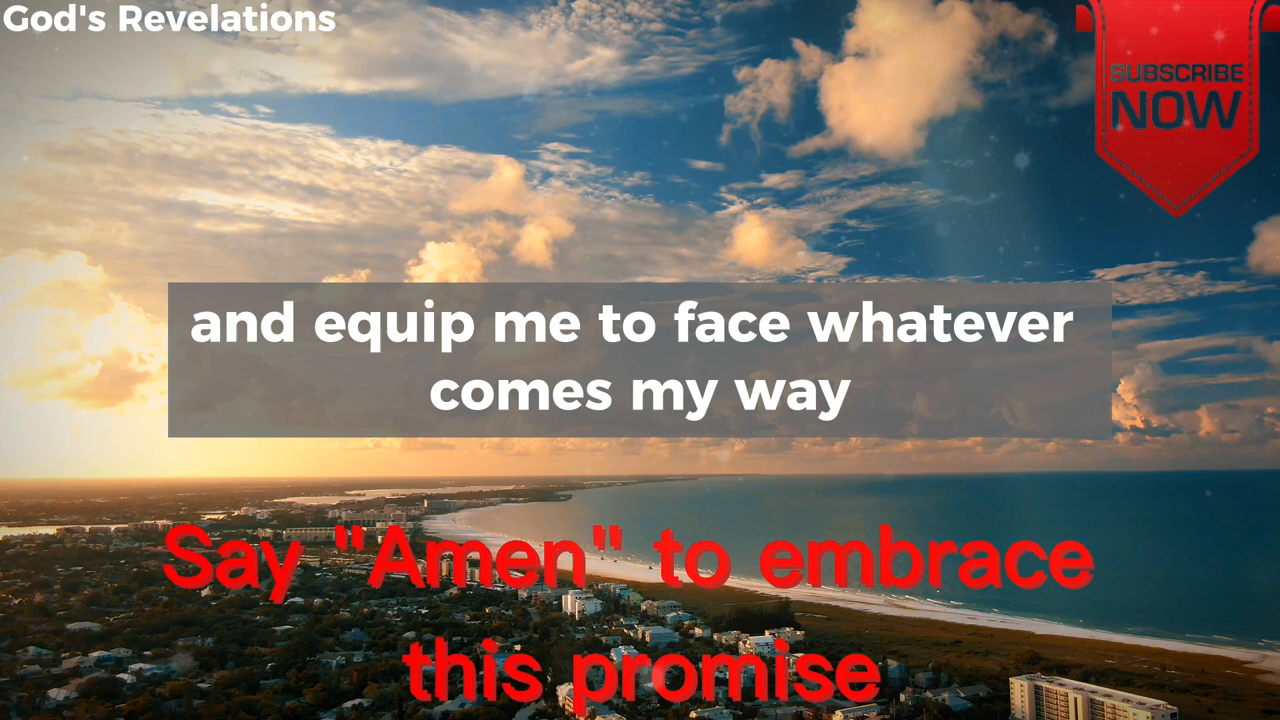 God's Revelations
SUBSCRIBE
NOW
and equip me to face whatever
comes my way
Say "Amen" to embrace
this promise